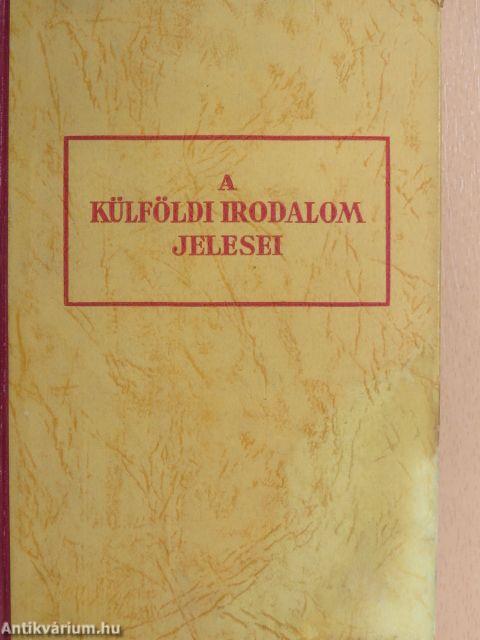 A
KÜLFÖLDI IRODALOM
JELESEI
Antikvárium.hu